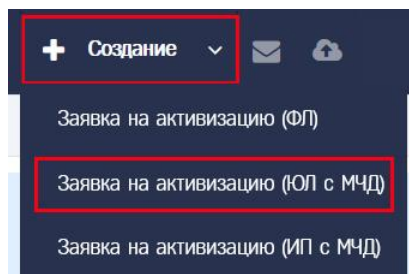 Создание
Заявка на активизацию (ФЛ)
Заявка на активизацию (ЮЛ с МЧД)
Заявка на активизацию (ИП с МЧД)